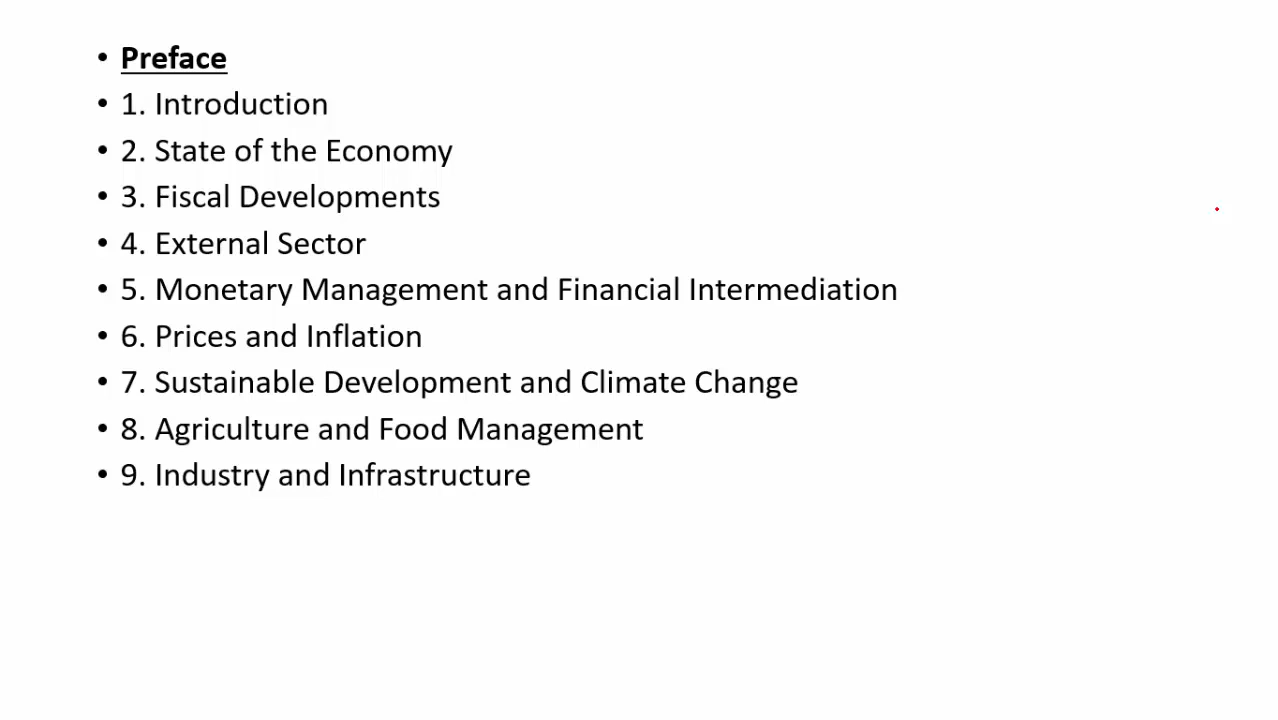 • Preface
• 1. Introduction
• 2. State of the Economy
• 3. Fiscal Developments
• 4. External Sector
• 5. Monetary Management and Financial Intermediation
• 6. Prices and Inflation
• 7. Sustainable Development and Climate Change
• 8. Agriculture and Food Management
• 9. Industry and Infrastructure